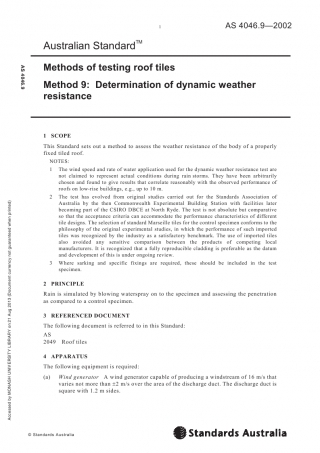 1
AS 4046.9—2002
Australian Standard™
Methods of testing roof tiles
Method 9: Determination of dynamic weather
resistance
AS 4046.9
1 SCOPE
This Standard sets out a method to assess the weather resistance of the body of a properly
fixed tiled roof.
NOTES:
1 The wind speed and rate of water application used for the dynamic weather resistance test are
not claimed to represent actual conditions during rain storms. They have been arbitrarily
chosen and found to give results that correlate reasonably with the observed performance of
roofs on low-rise buildings, e.g., up to 10 m.
2 The test has evolved from original studies carried out for the Standards Association of
Australia by the then Commonwealth Experimental Building Station with facilities later
becoming part of the CSIRO DBCE at North Ryde. The test is not absolute but comparative
so that the acceptance criteria can accommodate the performance characteristics of different
tile designs. The selection of standard Marseille tiles for the control specimen conforms to the
philosophy of the original experimental studies, in which the performance of such imported
tiles was recognized by the industry as a satisfactory benchmark. The use of imported tiles
also avoided any sensitive comparison between the products of competing local
manufacturers. It is recognized that a fully reproducible cladding is preferable as the datum
and development of this is under ongoing review.
3 Where sarking and specific fixings are required, these should be included in the test
specimen.
2 PRINCIPLE
Rain is simulated by blowing waterspray on to the specimen and assessing the penetration
as compared to a control specimen.
3 REFERENCED DOCUMENT
The following document is referred to in this Standard:
AS
2049 Roof tiles
4 APPARATUS
The following equipment is required:
(a) Wind generator A wind generator capable of producing a windstream of 16 m/s that
varies not more than ±2 m/s over the area of the discharge duct. The discharge duct is
square with 1.2 m sides.
Accessed by MONASH UNIVERSITY on 21 Aug 2010 (Document currency not guaranteed when printed)
© Standards Australia
Standards Australia